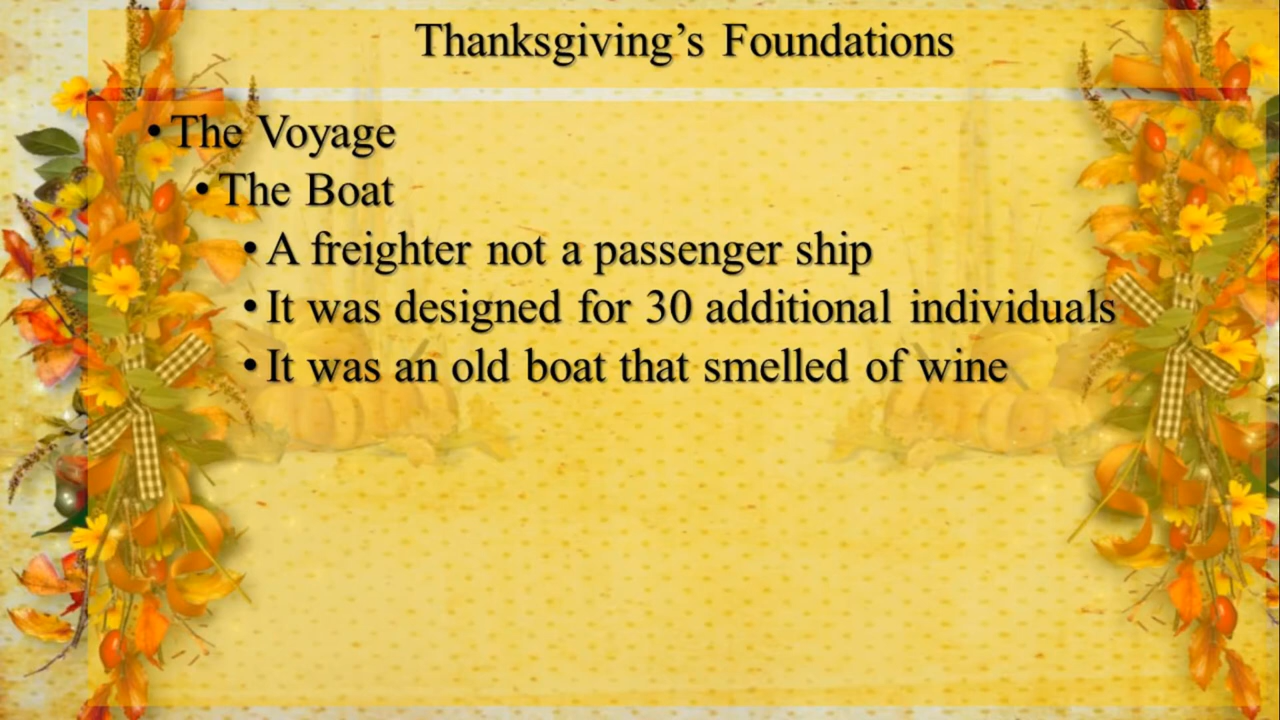 Thanksgiving’s Foundations
• The Voyage
• The Boat
• A freighter not a passenger ship
• It was designed for 30 additional individuals
• It was an old boat that smelled of wine